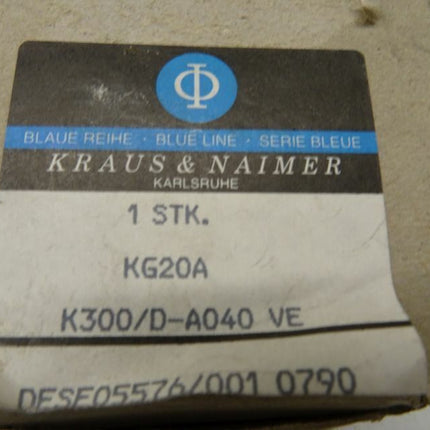 BLAUE REIHE · BLUE LINE · SERIE BLEUE
KRAUS & NAIMER
KARLSRUHE
1 STK.
KG20A
K300/D-A040 VE
DESE05576/001 0790